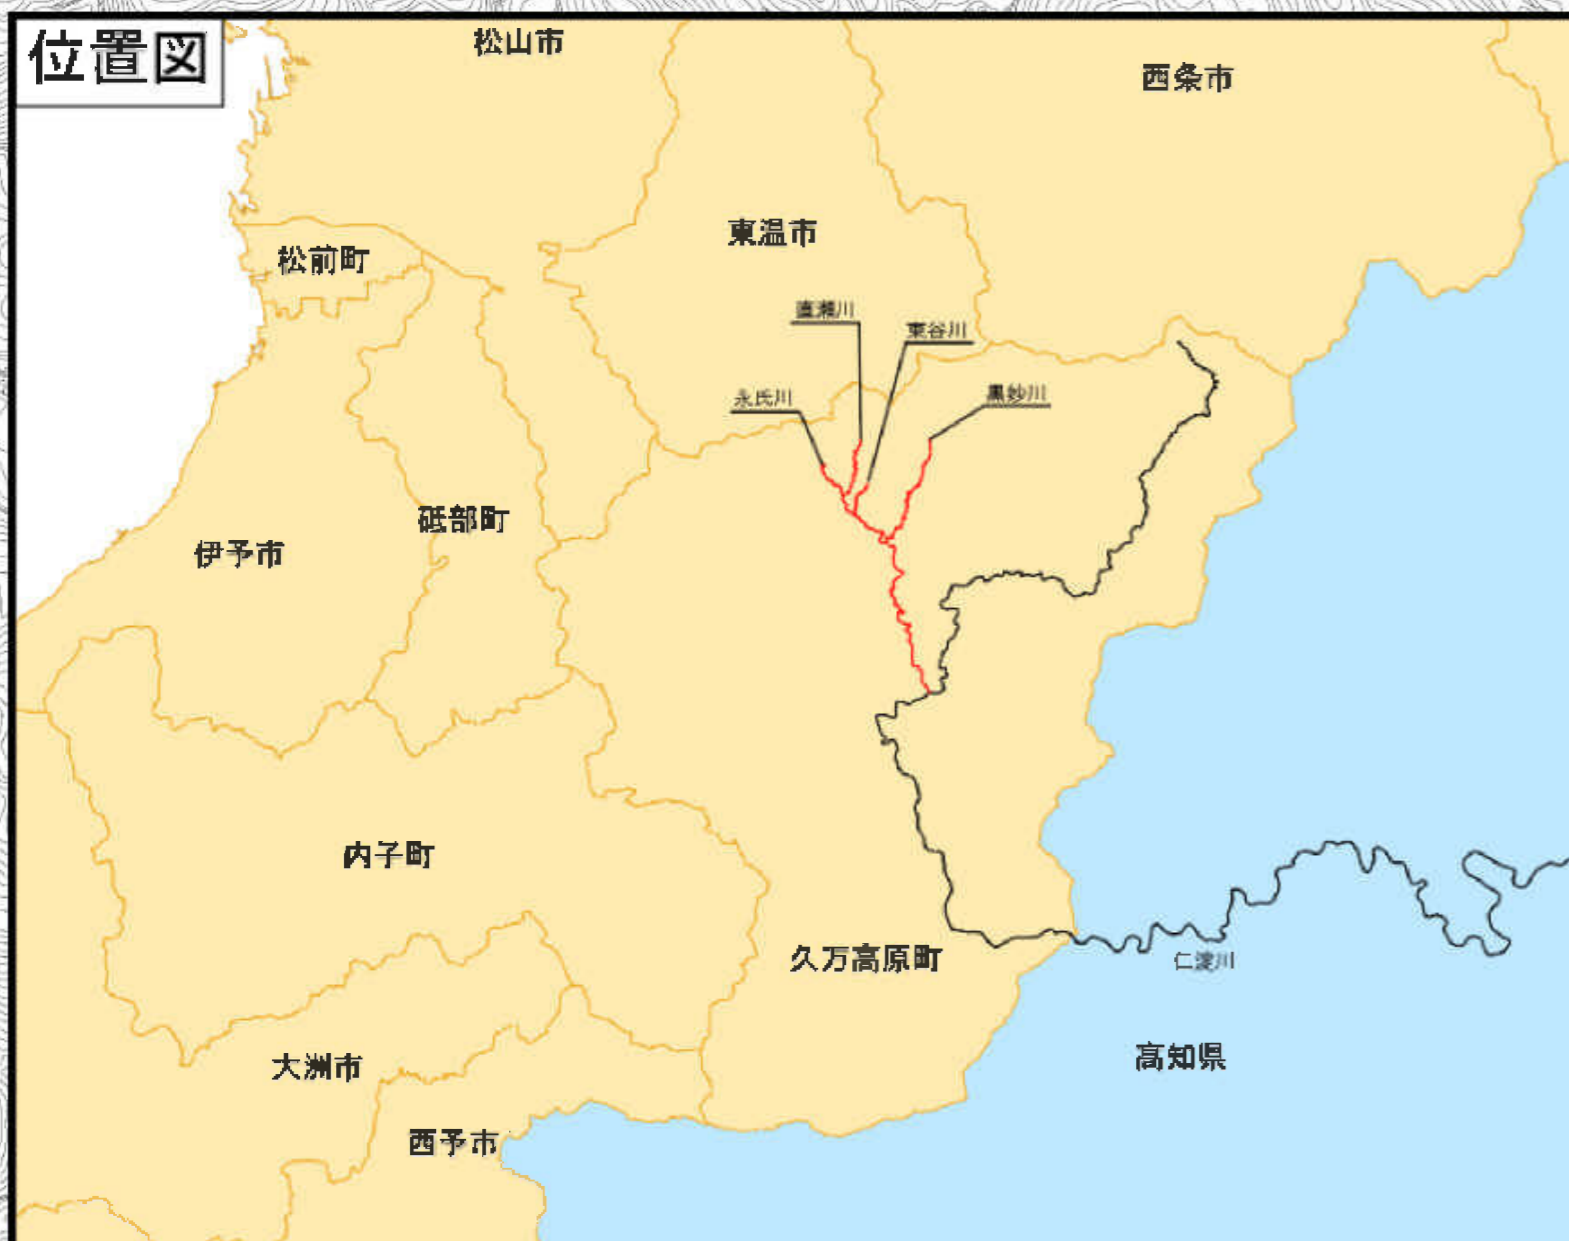 位置図
松山市
西条市
東温市
松前町
直瀬川
東谷川
永氏川
黒妙川
砥部町
伊予市
内子町
久万高原町
仁淀川
高知県
大洲市
西予市